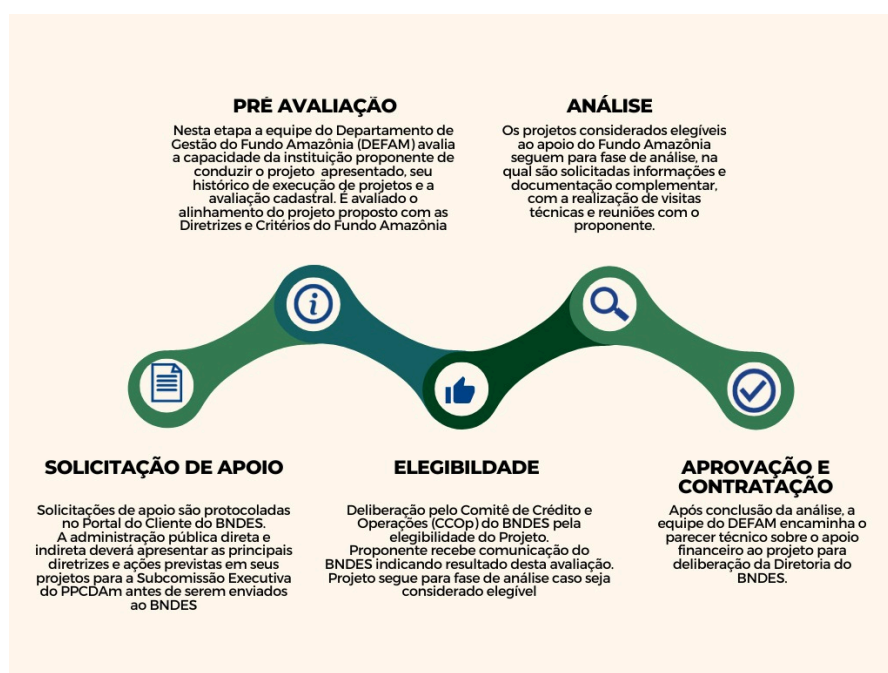 PRÉ AVALIAÇÃO
Nesta etapa a equipe do Departamento de
Gestão do Fundo Amazônia (DEFAM) avalia
a capacidade da instituição proponente de
conduzir o projeto apresentado, seu
histórico de execução de projetos e a
avaliação cadastral. É avaliado o
alinhamento do projeto proposto com as
Diretrizes e Critérios do Fundo Amazônia
ANÁLISE
Os projetos considerados elegíveis
ao apoio do Fundo Amazônia
seguem para fase de análise, na
qual são solicitadas informações e
documentação complementar,
com a realização de visitas
técnicas e reuniões com o
proponente.
SOLICITAÇÃO DE APOIO
Solicitações de apoio são protocoladas
no Portal do Cliente do BNDES.
A administração pública direta e
indireta deverá apresentar as principais
diretrizes e ações previstas em seus
projetos para a Subcomissão Executiva
do PPCDAm antes de serem enviados
ao BNDES
ELEGIBILDADE
Deliberação pelo Comitê de Crédito e
Operações (CCOp) do BNDES pela
elegibilidade do Projeto.
Proponente recebe comunicação do
BNDES indicando resultado desta avaliação.
Projeto segue para fase de análise caso seja
considerado elegível
APROVAÇÃO E
CONTRATAÇÃO
Após conclusão da análise, a
equipe do DEFAM encaminha o
parecer técnico sobre o apoio
financeiro ao projeto para
deliberação da Diretoria do
BNDES.